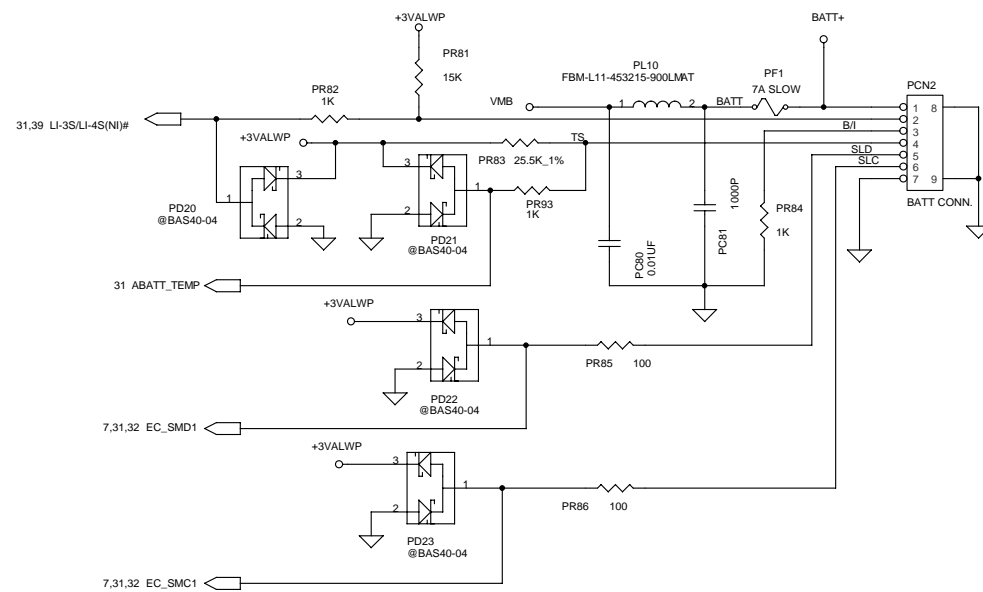 +3VALWP
BATT+
PR81
15K
PL10
FBM-L11-453215-900LMAT
PF1
7A SLOW
PCN2
PR82
1K
VMB
1
2
BATT
1
8
31,39 LI-3S/LI-4S(NI)#
2
B/I
3
+3VALWP
TS
4
SLD
5
PR83 25.5K_1%
SLC
6
3
3
7
9
1
1
PR93
1K
BATT CONN.
2
2
PD20
@BAS40-04
PD21
@BAS40-04
PC80
0.01UF
PC81
1000P
PR84
1K
31 ABATT_TEMP
+3VALWP
3
1
2
PR85 100
PD22
@BAS40-04
7,31,32 EC_SMD1
+3VALWP
3
1
2
PR86 100
PD23
@BAS40-04
7,31,32 EC_SMC1